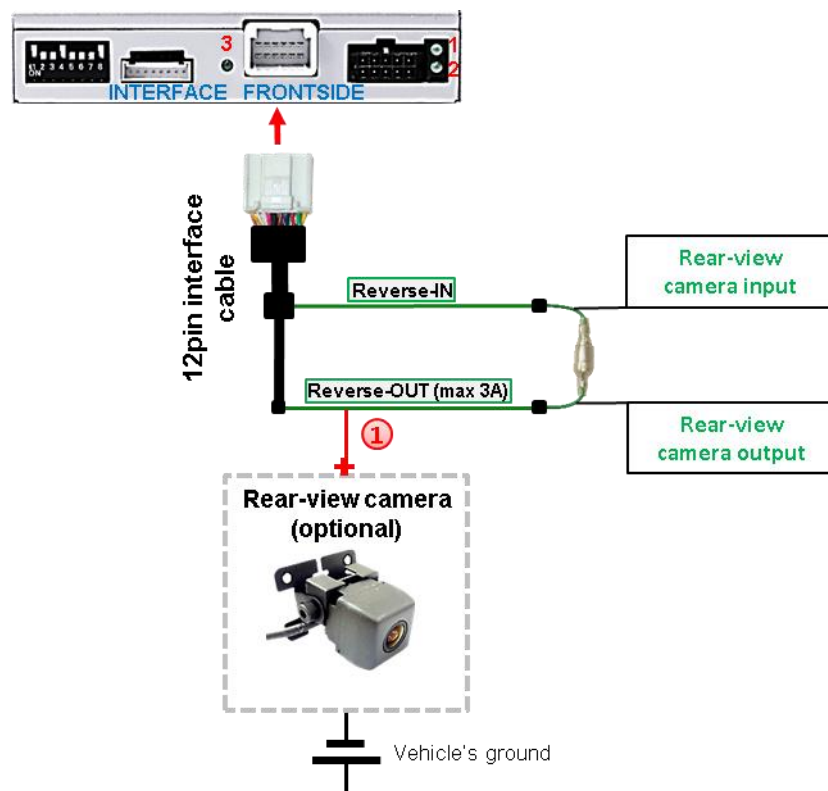 3
1
2
ON
1 2 3 4 5 6 7 8
INTERFACE FRONTSIDE
12pin interface
cable
Reverse-IN
Rear-view
camera input
Reverse-OUT (max 3A)
Rear-view
camera output
1
+
Rear-view camera
(optional)
Vehicle's ground